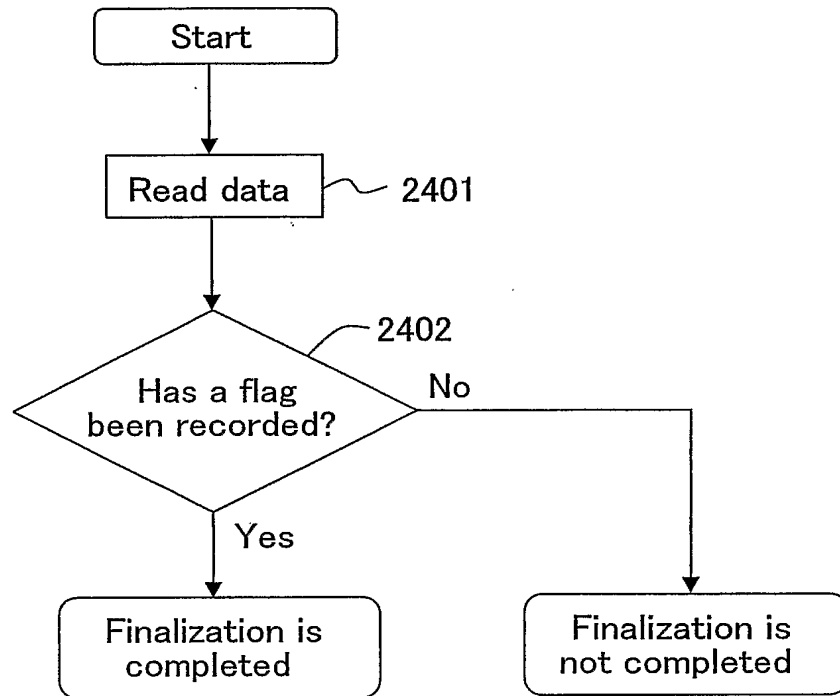 Start
Read data
2401
2402
Has a flag
been recorded?
No
Yes
Finalization is
completed
Finalization is
not completed